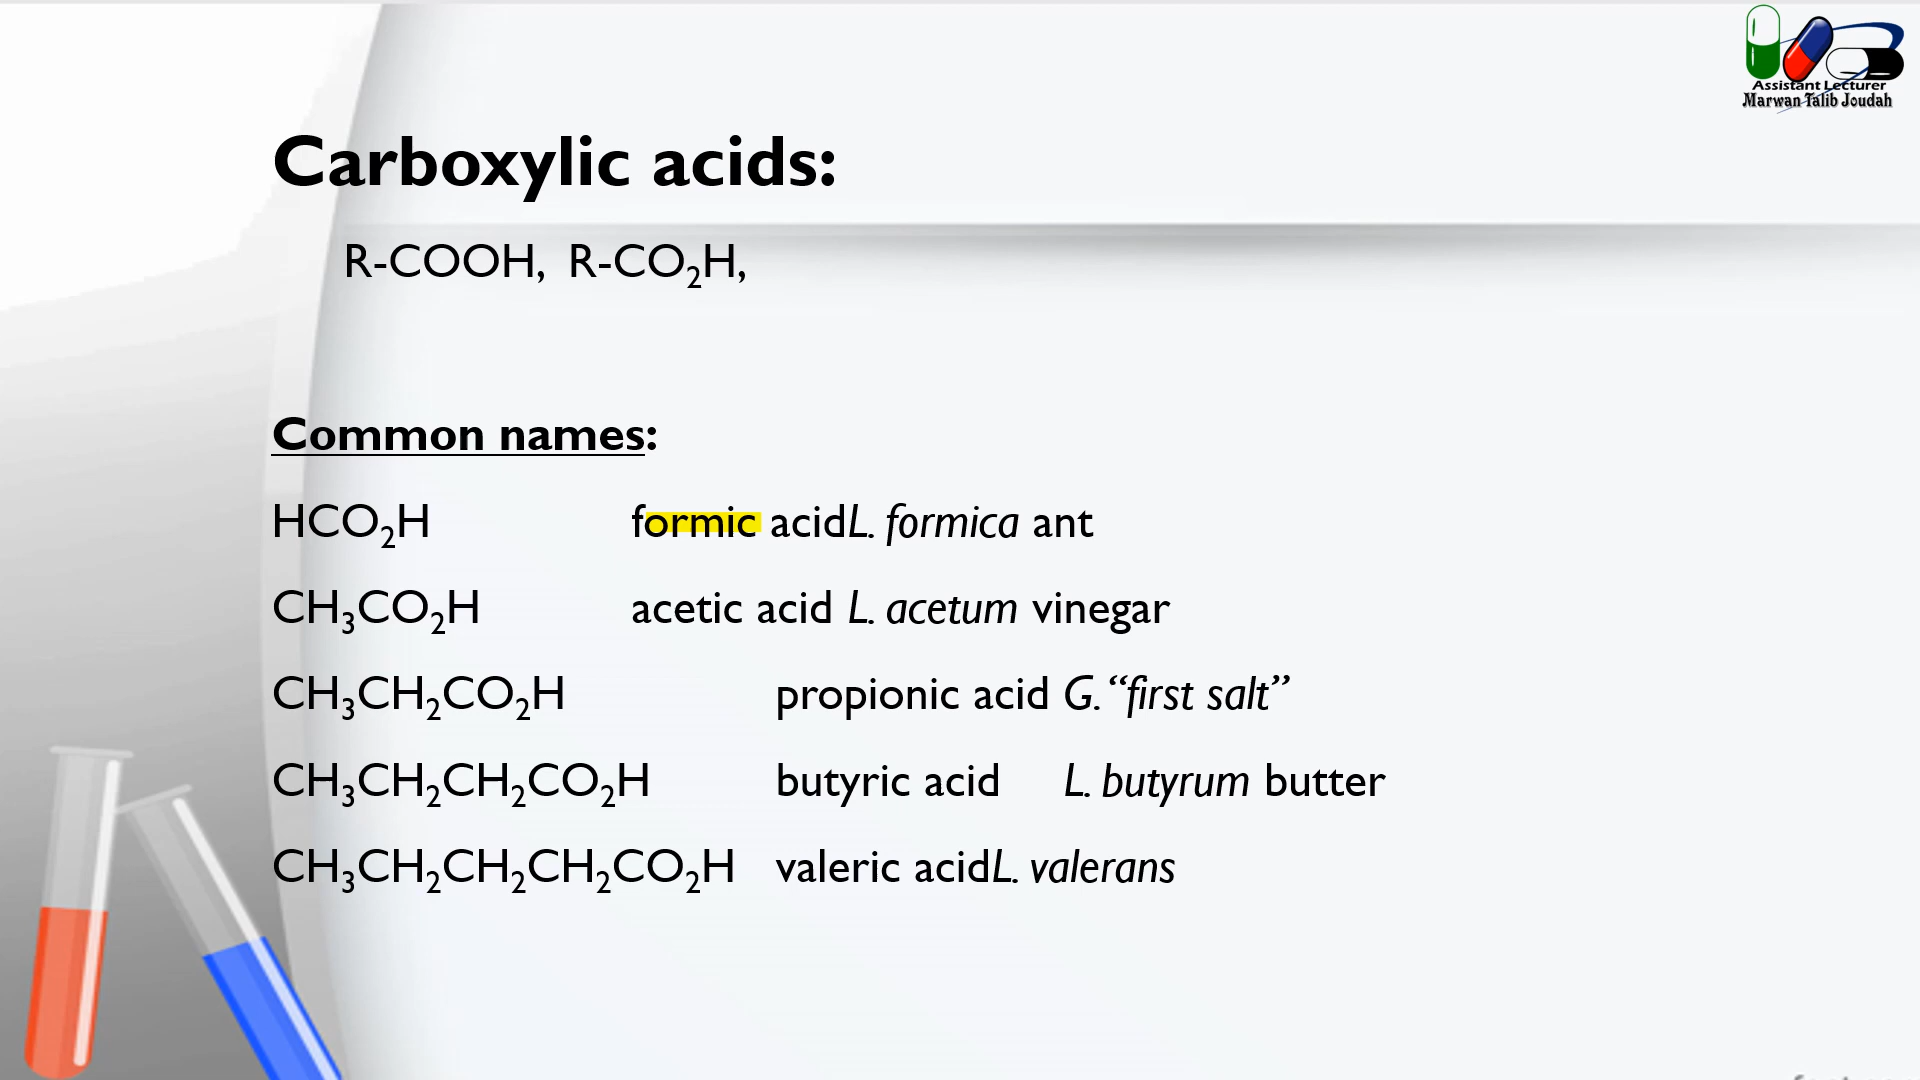 Assistant Lecturer
Marwan Talib Joudah
Carboxylic acids:
R-COOH, R-CO₂H,
Common names:
HCO₂H formic acid L. formica ant
CH₃CO₂H acetic acid L. acetum vinegar
CH₃CH₂CO₂H propionic acid G. “first salt”
CH₃CH₂CH₂CO₂H butyric acid L. butyrum butter
CH₃CH₂CH₂CH₂CO₂H valeric acid L. valerans